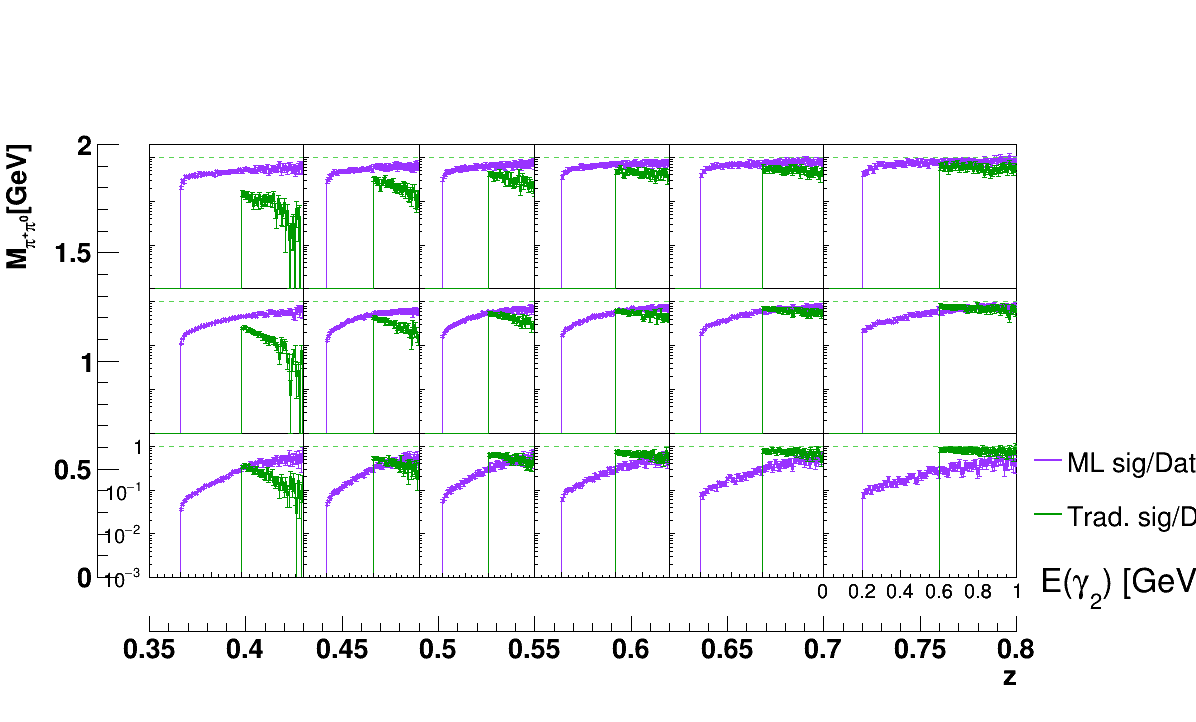 M_{π⁺π⁰}[GeV]
2
1.5
1
0.5
0
1
10⁻¹
10⁻²
10⁻³
ML sig/Dat
Trad. sig/D
E(γ₂) [GeV
0 0.2 0.4 0.6 0.8 1
0.35 0.4 0.45 0.5 0.55 0.6 0.65 0.7 0.75 0.8
z